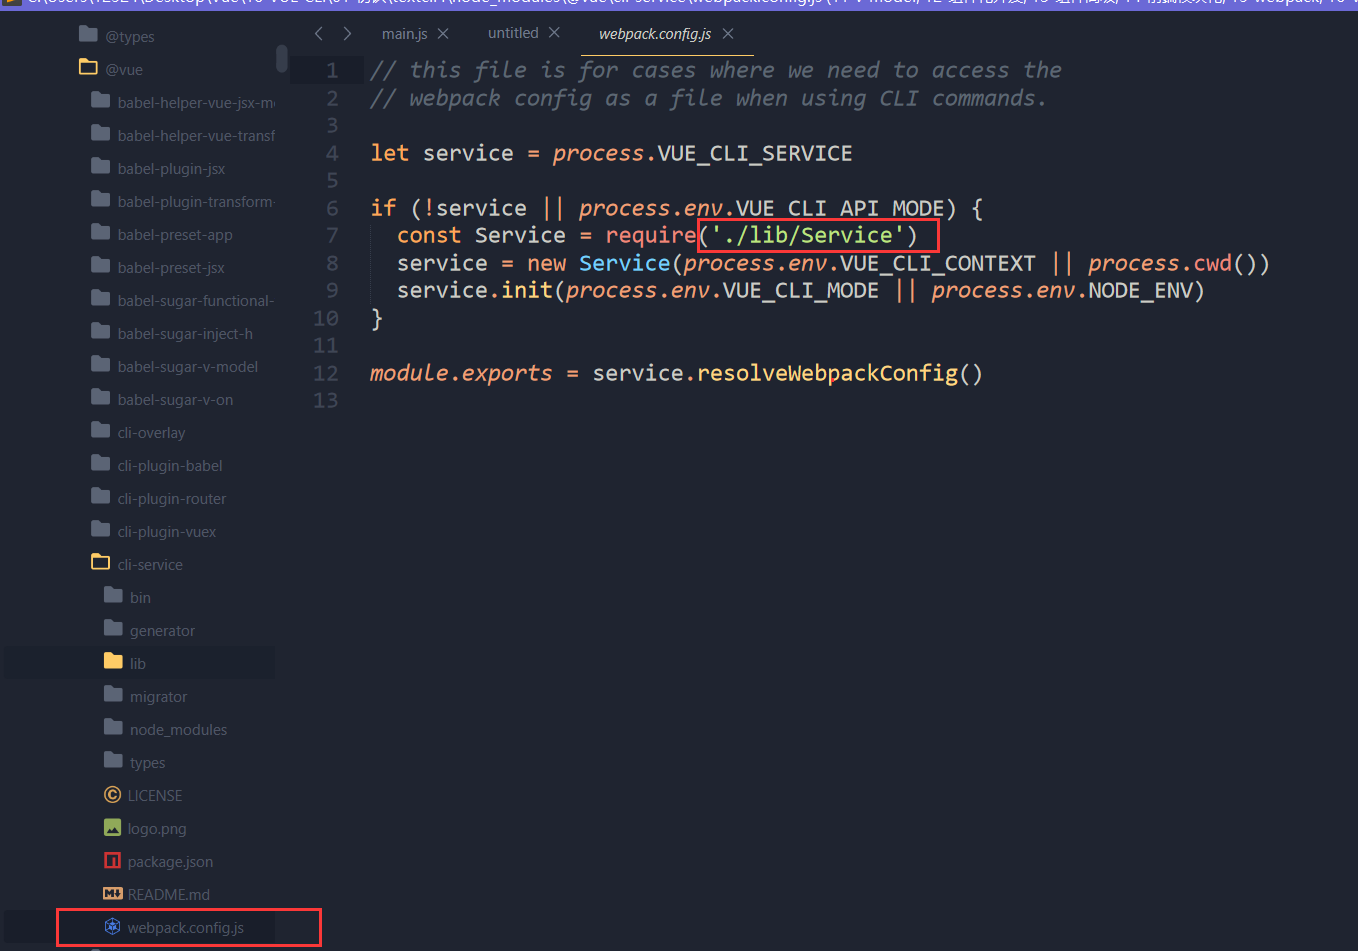 @types
@vue
babel-helper-vue-jsx-m
babel-helper-vue-transf
babel-plugin-jsx
babel-plugin-transform-
babel-preset-app
babel-preset-jsx
babel-sugar-functional-
babel-sugar-inject-h
babel-sugar-v-model
babel-sugar-v-on
cli-overlay
cli-plugin-babel
cli-plugin-router
cli-plugin-vuex
cli-service
bin
generator
lib
migrator
node_modules
types
LICENSE
logo.png
package.json
README.md
webpack.config.js
main.js
untitled
webpack.config.js
1 // this file is for cases where we need to access the
2 // webpack config as a file when using CLI commands.
3
4 let service = process.VUE_CLI_SERVICE
5
6 if (!service || process.env.VUE_CLI_API_MODE) {
7 const Service = require('./lib/Service')
8 service = new Service(process.env.VUE_CLI_CONTEXT || process.cwd())
9 service.init(process.env.VUE_CLI_MODE || process.env.NODE_ENV)
10 }
11
12 module.exports = service.resolveWebpackConfig()
13